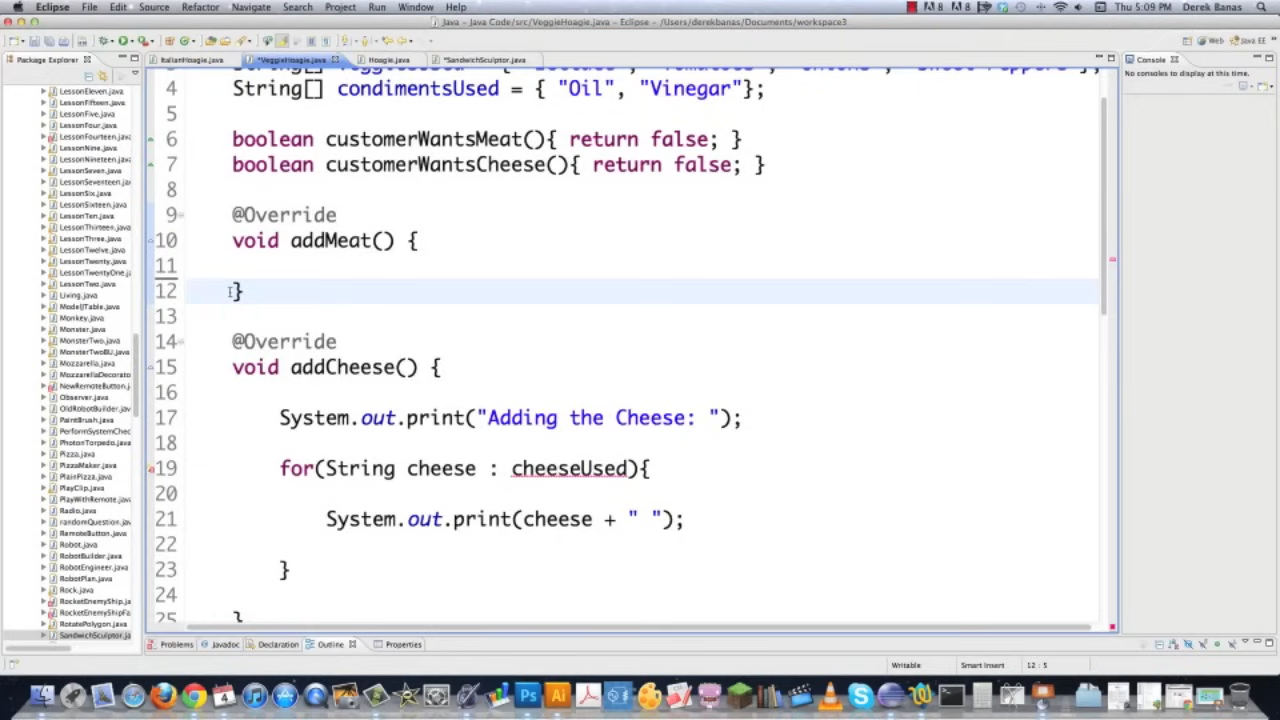 Eclipse File Edit Source Refactor Navigate Search Project Run Window Help Thu 5:09 PM Derek Banas
Java - Java Code/src/VeggieHoagie.java - Eclipse - /Users/derekbanas/Documents/workspace3
Web Java EE
Package Explorer
ItalianHoagie.java *VeggieHoagie.java Hoagie.java *SandwichSculptor.java
Console
No consoles to display at this time.
LessonEleven.java
LessonFifteen.java
LessonFive.java
LessonFour.java
LessonFourteen.java
LessonNine.java
LessonNineteen.java
LessonSeven.java
LessonSeventeen.java
LessonSix.java
LessonSixteen.java
LessonTen.java
LessonThirteen.java
LessonThree.java
LessonTwelve.java
LessonTwenty.java
LessonTwentyOne.j
LessonTwo.java
Living.java
ModelJTable.java
Monkey.java
Monster.java
MonsterTwo.java
MonsterTwoBU.java
Mozzarella.java
MozzarellaDecorato
NewRemoteButton.j
Observer.java
OldRobotBuilder.jav
PaintBrush.java
PerformSystemChec
PhotonTorpedo.java
Pizza.java
PizzaMaker.java
PlainPizza.java
PlayClip.java
PlayWithRemote.java
Radio.java
randomQuestion.java
RemoteButton.java
Robot.java
RobotBuilder.java
RobotEngineer.java
RobotPlan.java
Rock.java
RocketEnemyShip.ja
RocketEnemyShipFa
RotatePolygon.java
SandwichSculptor.ja
4 String[] condimentsUsed = { "Oil", "Vinegar"};
5
6 boolean customerWantsMeat(){ return false; }
7 boolean customerWantsCheese(){ return false; }
8
9 @Override
10 void addMeat() {
11
12 }
13
14 @Override
15 void addCheese() {
16
17 System.out.print("Adding the Cheese: ");
18
19 for(String cheese : cheeseUsed){
20
21 System.out.print(cheese + " ");
22
23 }
24
25 }
Problems Javadoc Declaration Outline Properties
Writable Smart Insert 12 : 5